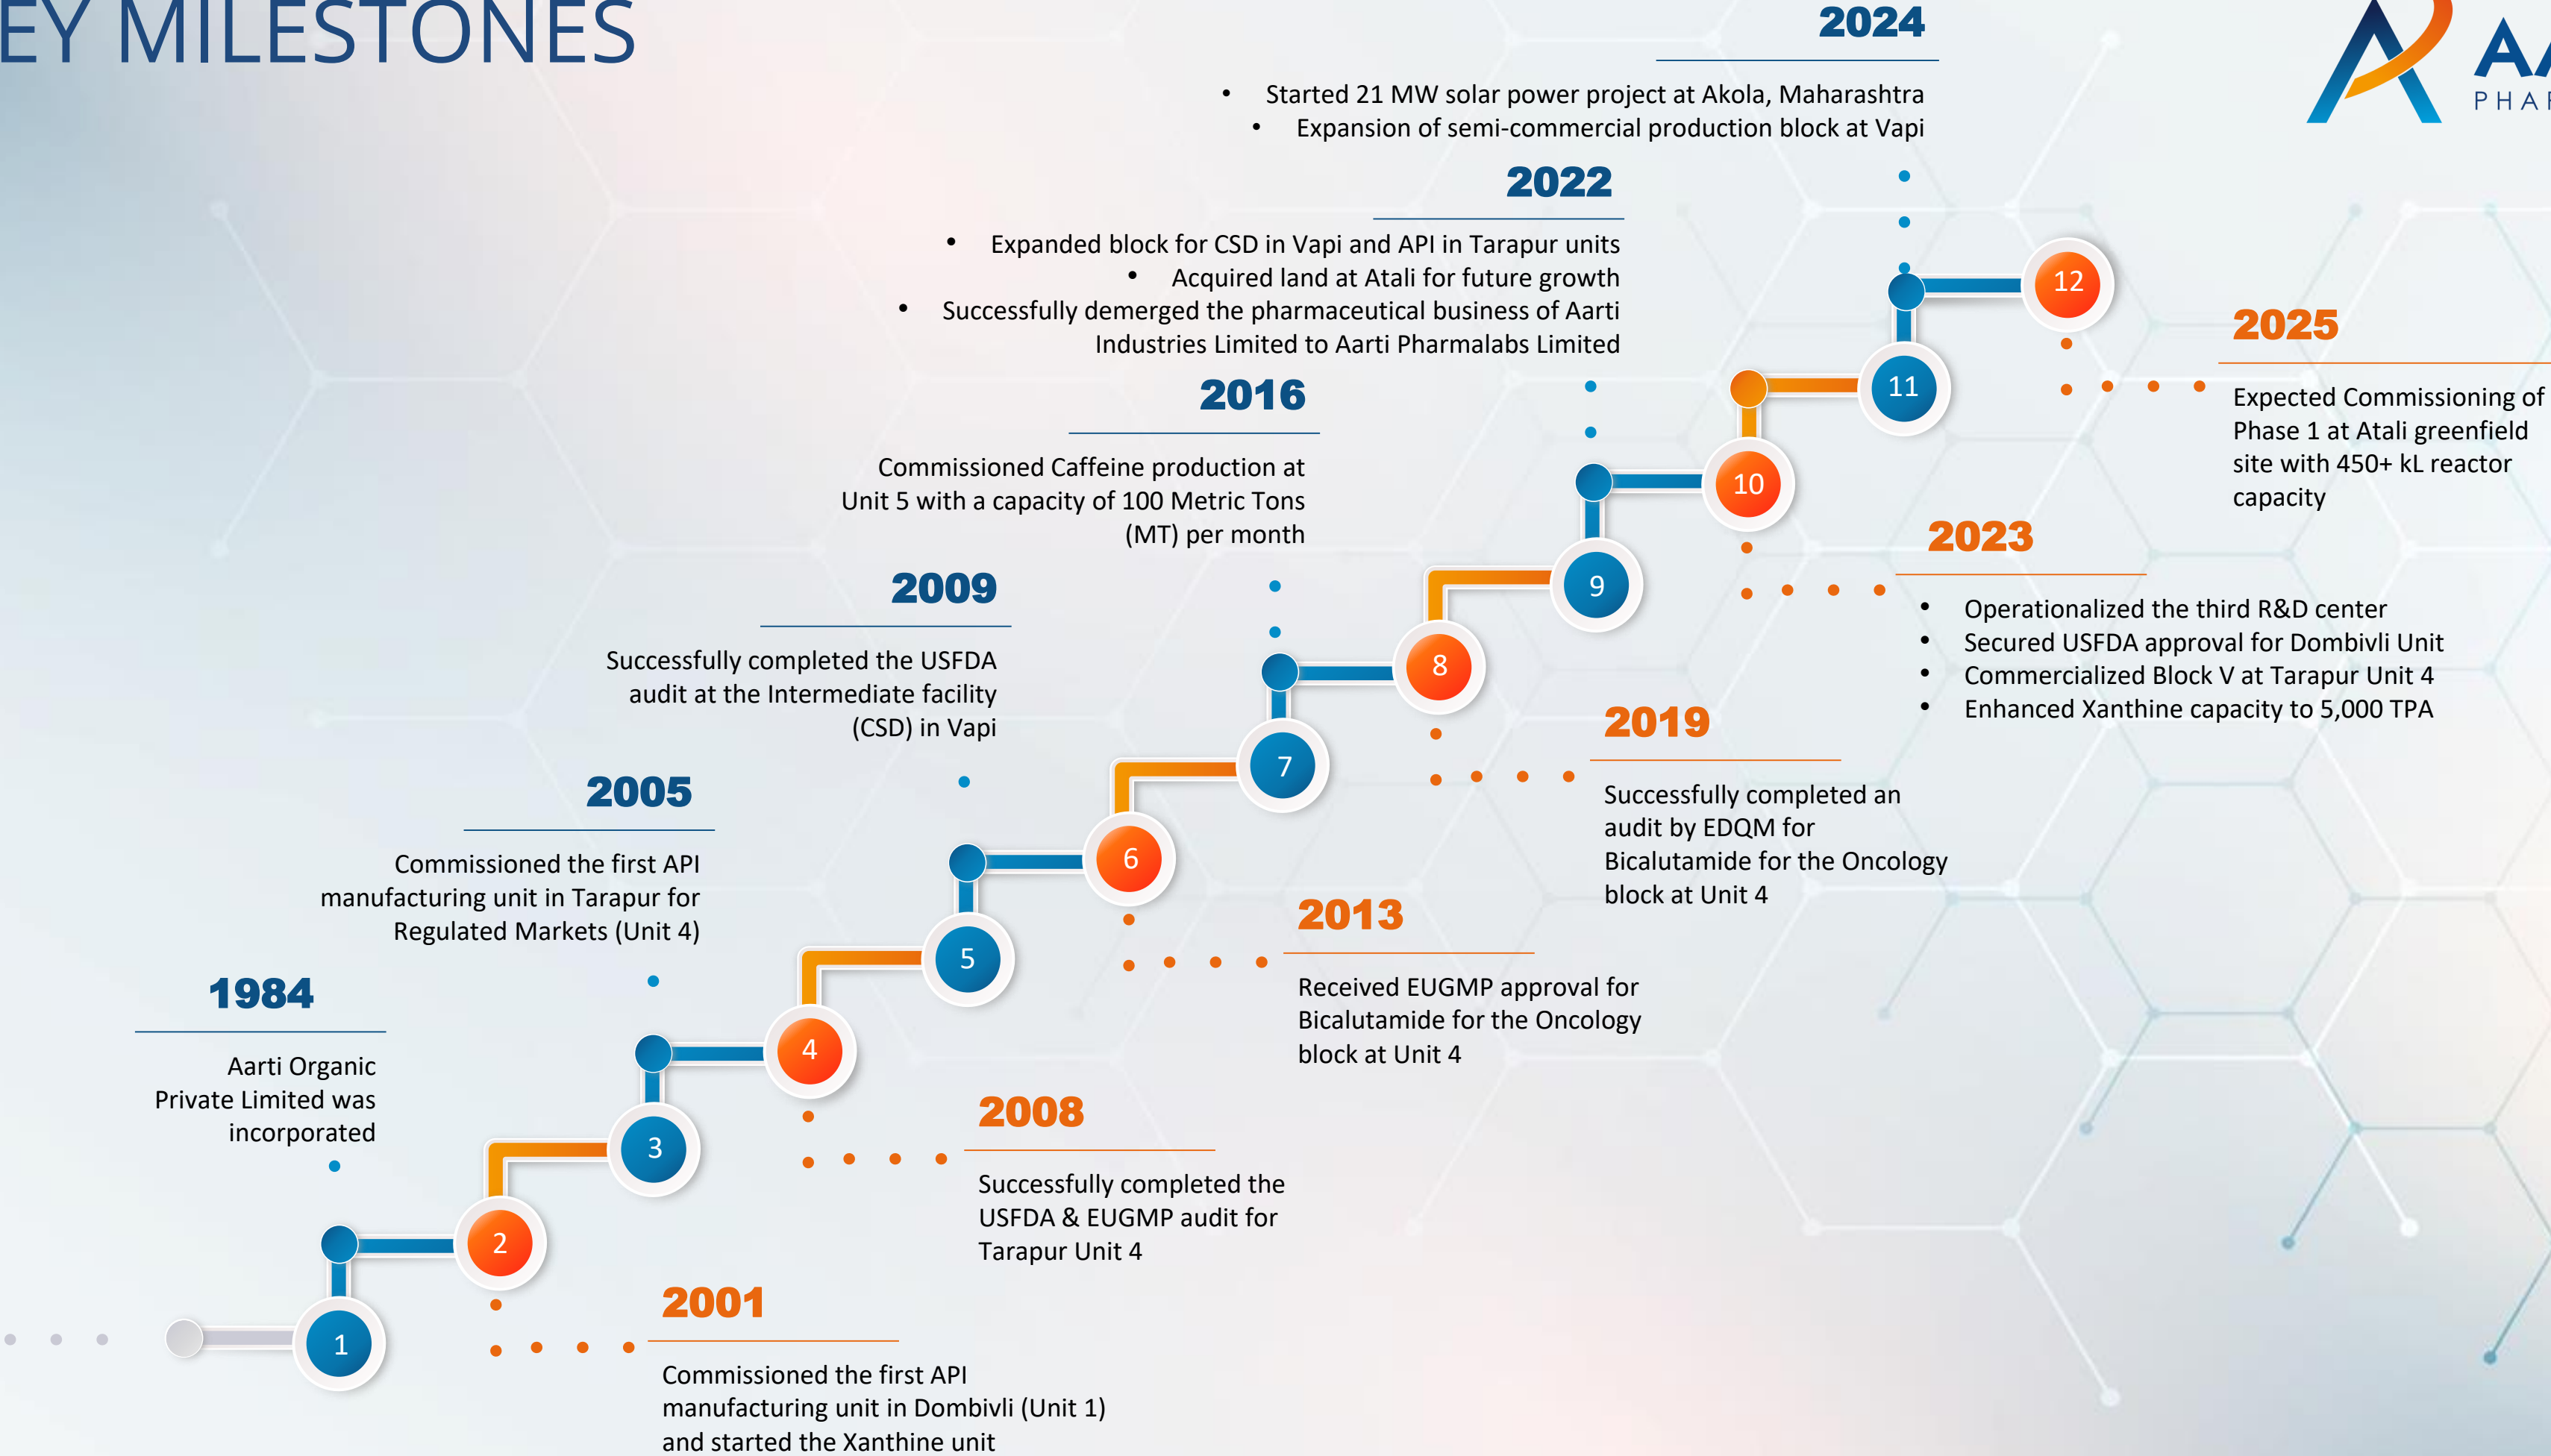 EY MILESTONES
AA
PHAR
2024
• Started 21 MW solar power project at Akola, Maharashtra
• Expansion of semi-commercial production block at Vapi
2022
• Expanded block for CSD in Vapi and API in Tarapur units
• Acquired land at Atali for future growth
• Successfully demerged the pharmaceutical business of Aarti
Industries Limited to Aarti Pharmalabs Limited
2016
Commissioned Caffeine production at
Unit 5 with a capacity of 100 Metric Tons
(MT) per month
2009
Successfully completed the USFDA
audit at the Intermediate facility
(CSD) in Vapi
2005
Commissioned the first API
manufacturing unit in Tarapur for
Regulated Markets (Unit 4)
1984
Aarti Organic
Private Limited was
incorporated
1
2
3
4
5
6
7
8
9
10
11
12
2025
Expected Commissioning of
Phase 1 at Atali greenfield
site with 450+ kL reactor
capacity
2023
• Operationalized the third R&D center
• Secured USFDA approval for Dombivli Unit
• Commercialized Block V at Tarapur Unit 4
• Enhanced Xanthine capacity to 5,000 TPA
2019
Successfully completed an
audit by EDQM for
Bicalutamide for the Oncology
block at Unit 4
2013
Received EUGMP approval for
Bicalutamide for the Oncology
block at Unit 4
2008
Successfully completed the
USFDA & EUGMP audit for
Tarapur Unit 4
2001
Commissioned the first API
manufacturing unit in Dombivli (Unit 1)
and started the Xanthine unit